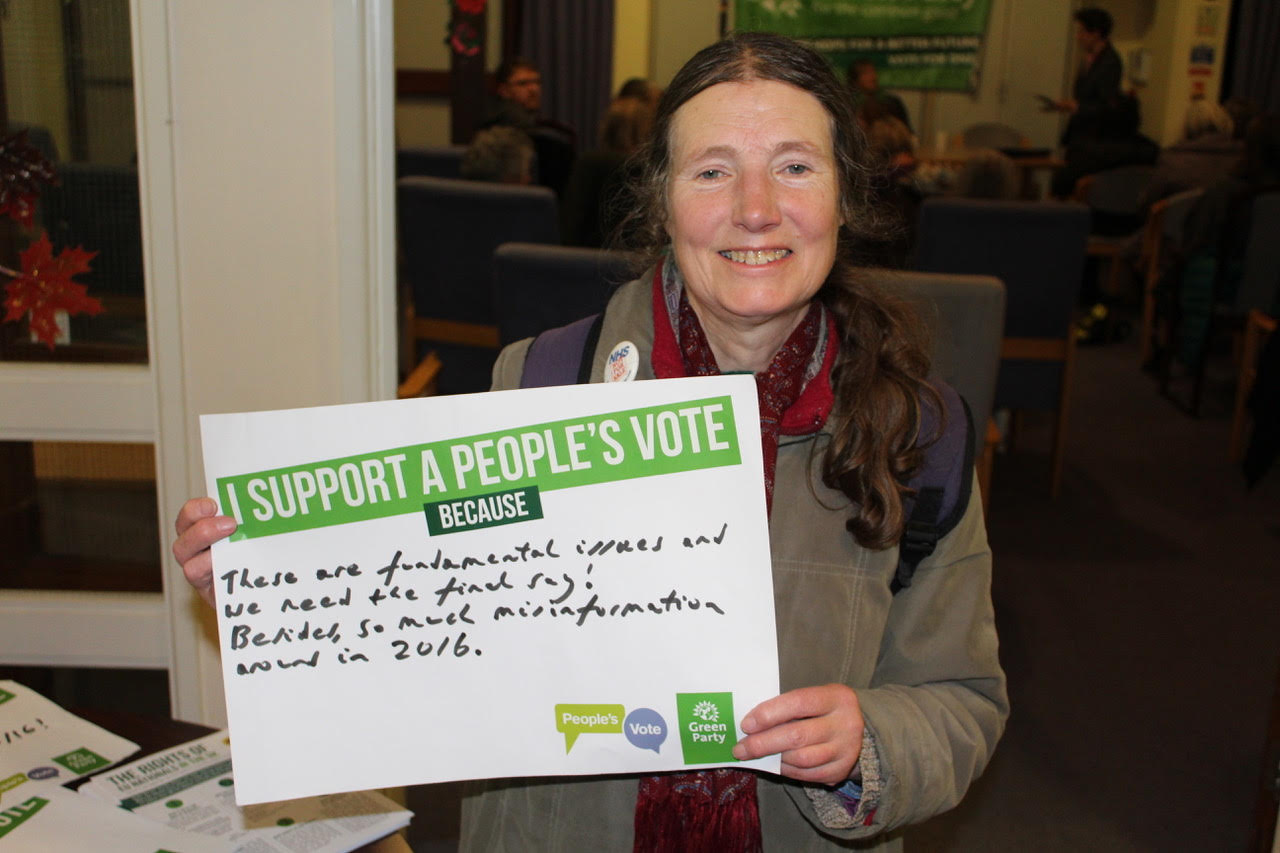 I SUPPORT A PEOPLE'S VOTE
BECAUSE
These are fundamental issues and
we need the final say!
Besides, so much misinformation
around in 2016.
People's Vote
Green
Party
NHS
THE RIGHTS OF